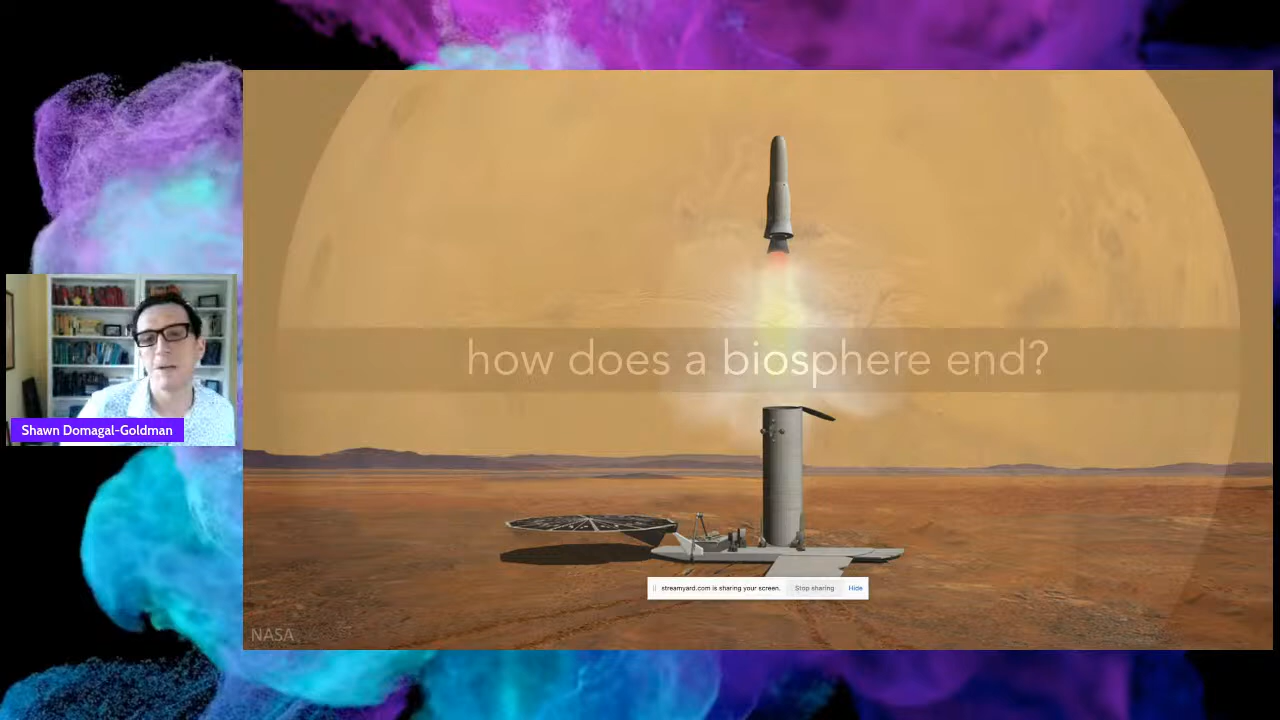 how does a biosphere end?
Shawn Domagal-Goldman
streamyard.com is sharing your screen. Stop sharing Hide
NASA